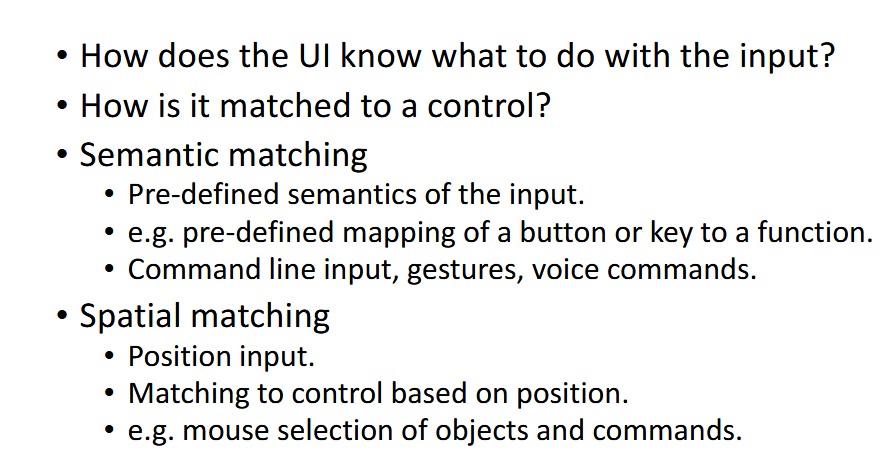 • How does the UI know what to do with the input?
• How is it matched to a control?
• Semantic matching
• Pre-defined semantics of the input.
• e.g. pre-defined mapping of a button or key to a function.
• Command line input, gestures, voice commands.
• Spatial matching
• Position input.
• Matching to control based on position.
• e.g. mouse selection of objects and commands.